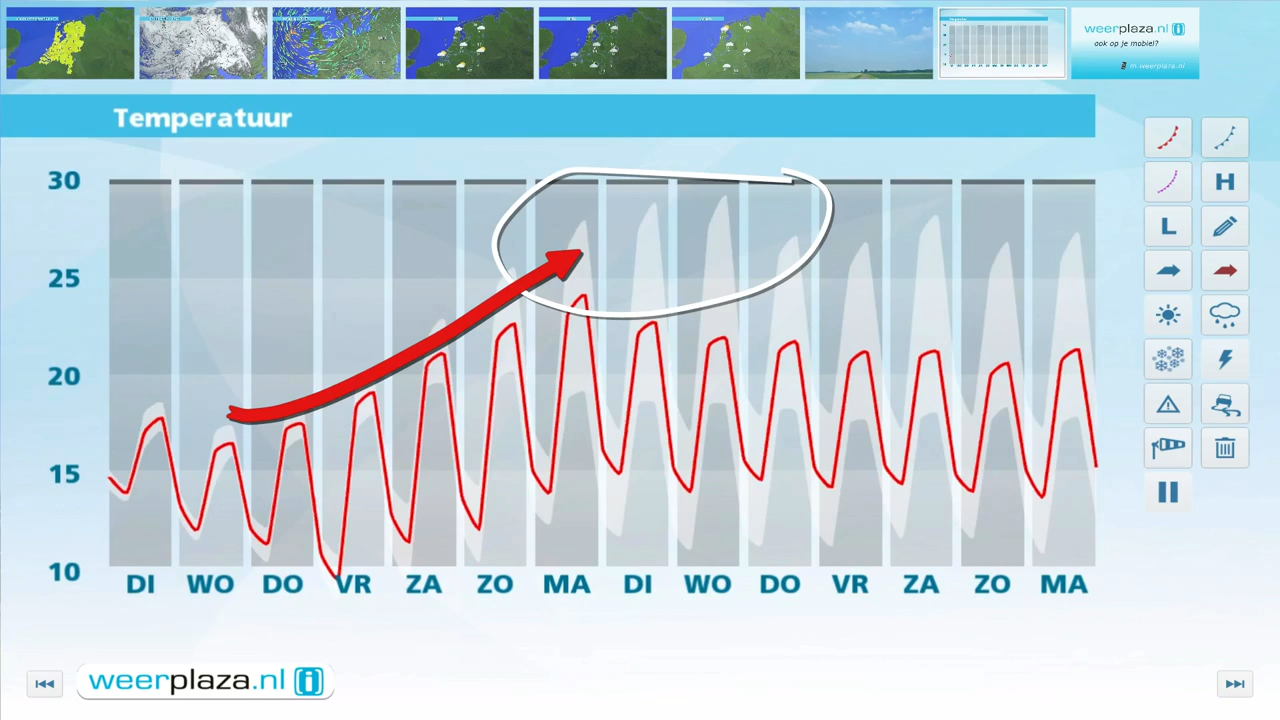 weerplaza.nl i
ook op je mobiel?
m.weerplaza.nl
Temperatuur
30
25
20
15
10
DI WO DO VR ZA ZO MA DI WO DO VR ZA ZO MA
H
L
weerplaza.nl i